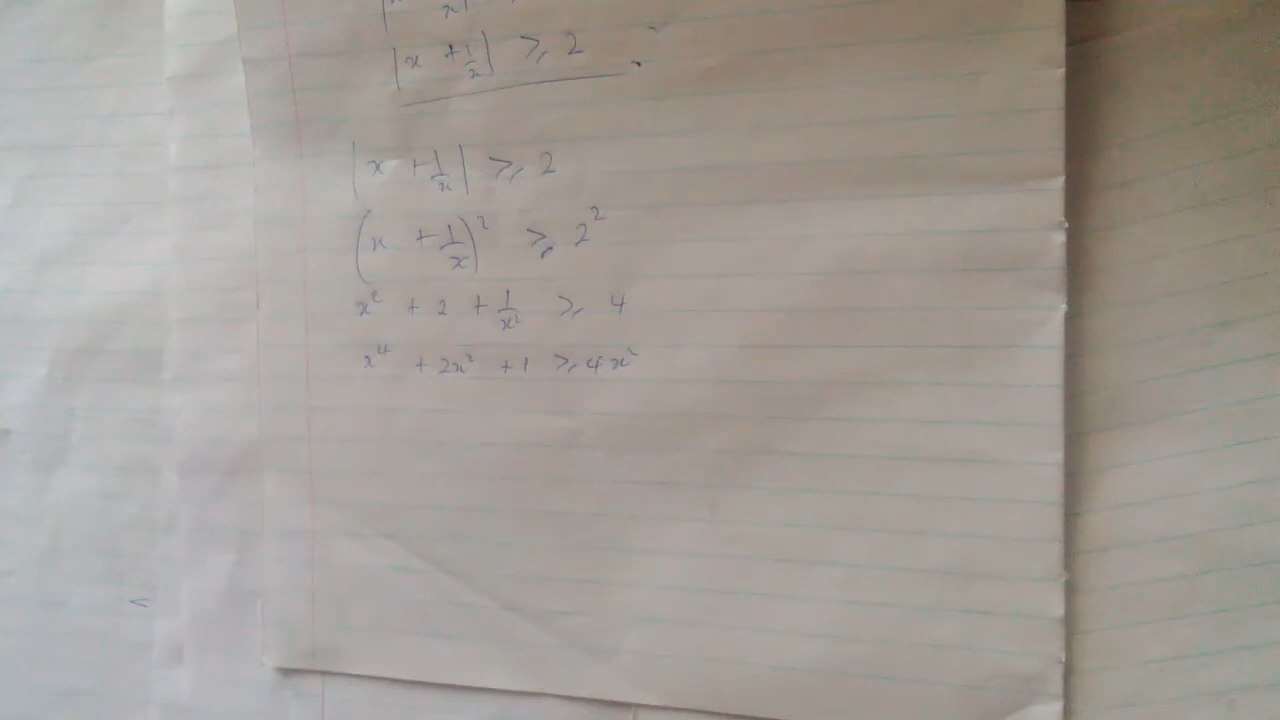 |x + 1/x| ≥ 2
|x + 1/x| ≥ 2
(x + 1/x)² ≥ 2²
x² + 2 + 1/x² ≥ 4
x⁴ + 2x² + 1 ≥ 4x²